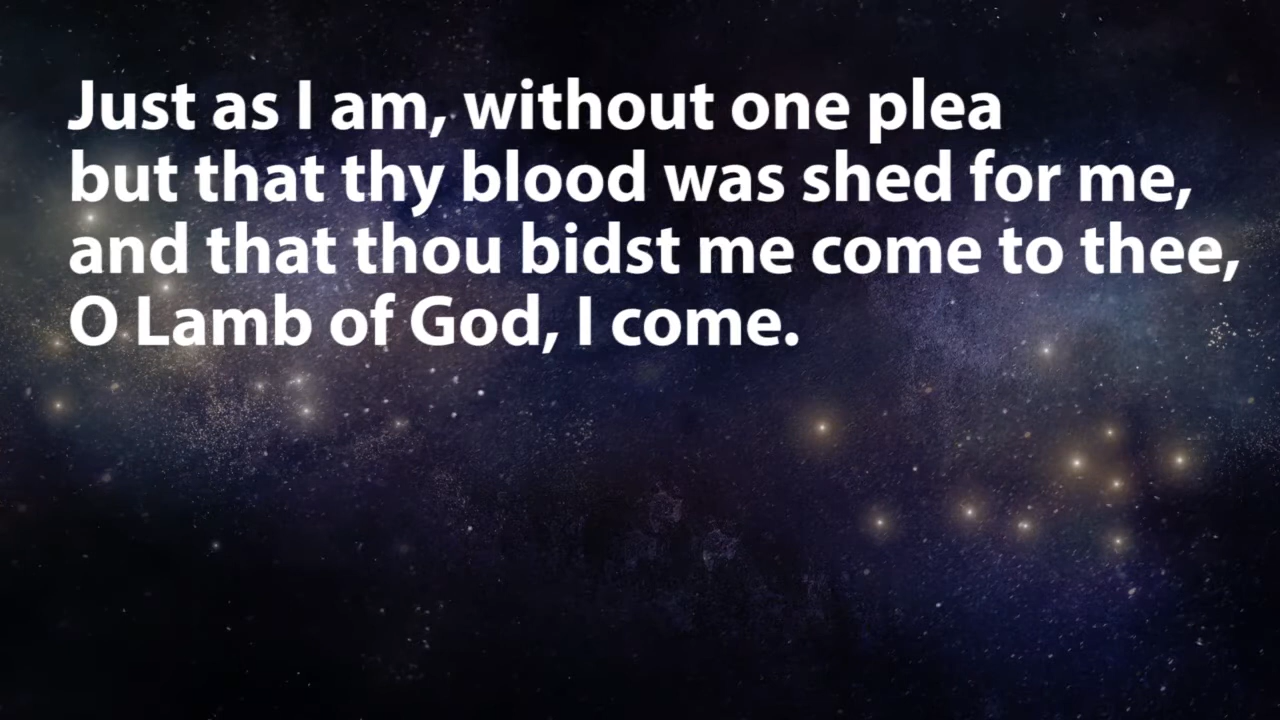 Just as I am, without one plea
but that thy blood was shed for me,
and that thou bidst me come to thee,
O Lamb of God, I come.